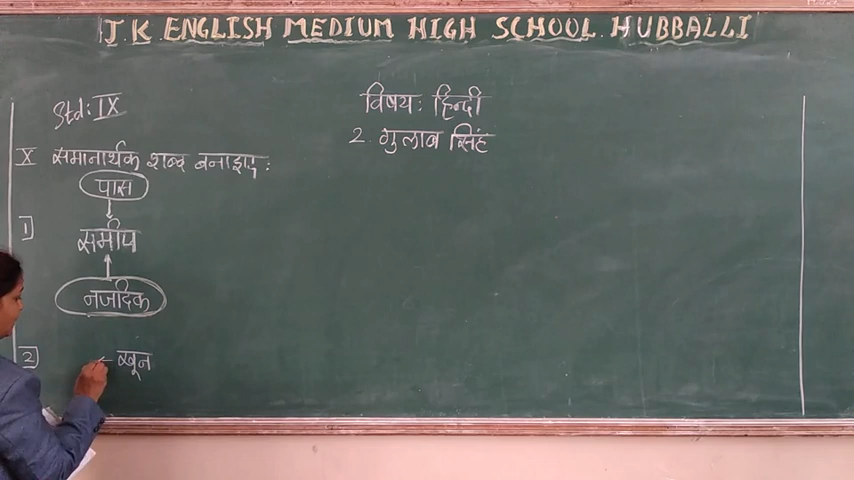 J.K. ENGLISH MEDIUM HIGH SCHOOL. HUBBALLI
Std: IX
विषय: हिन्दी
2. गुलाब सिंह
X समानार्थक शब्द बनाइए:
पास
1] समीप
नजदिक
2] ← खून